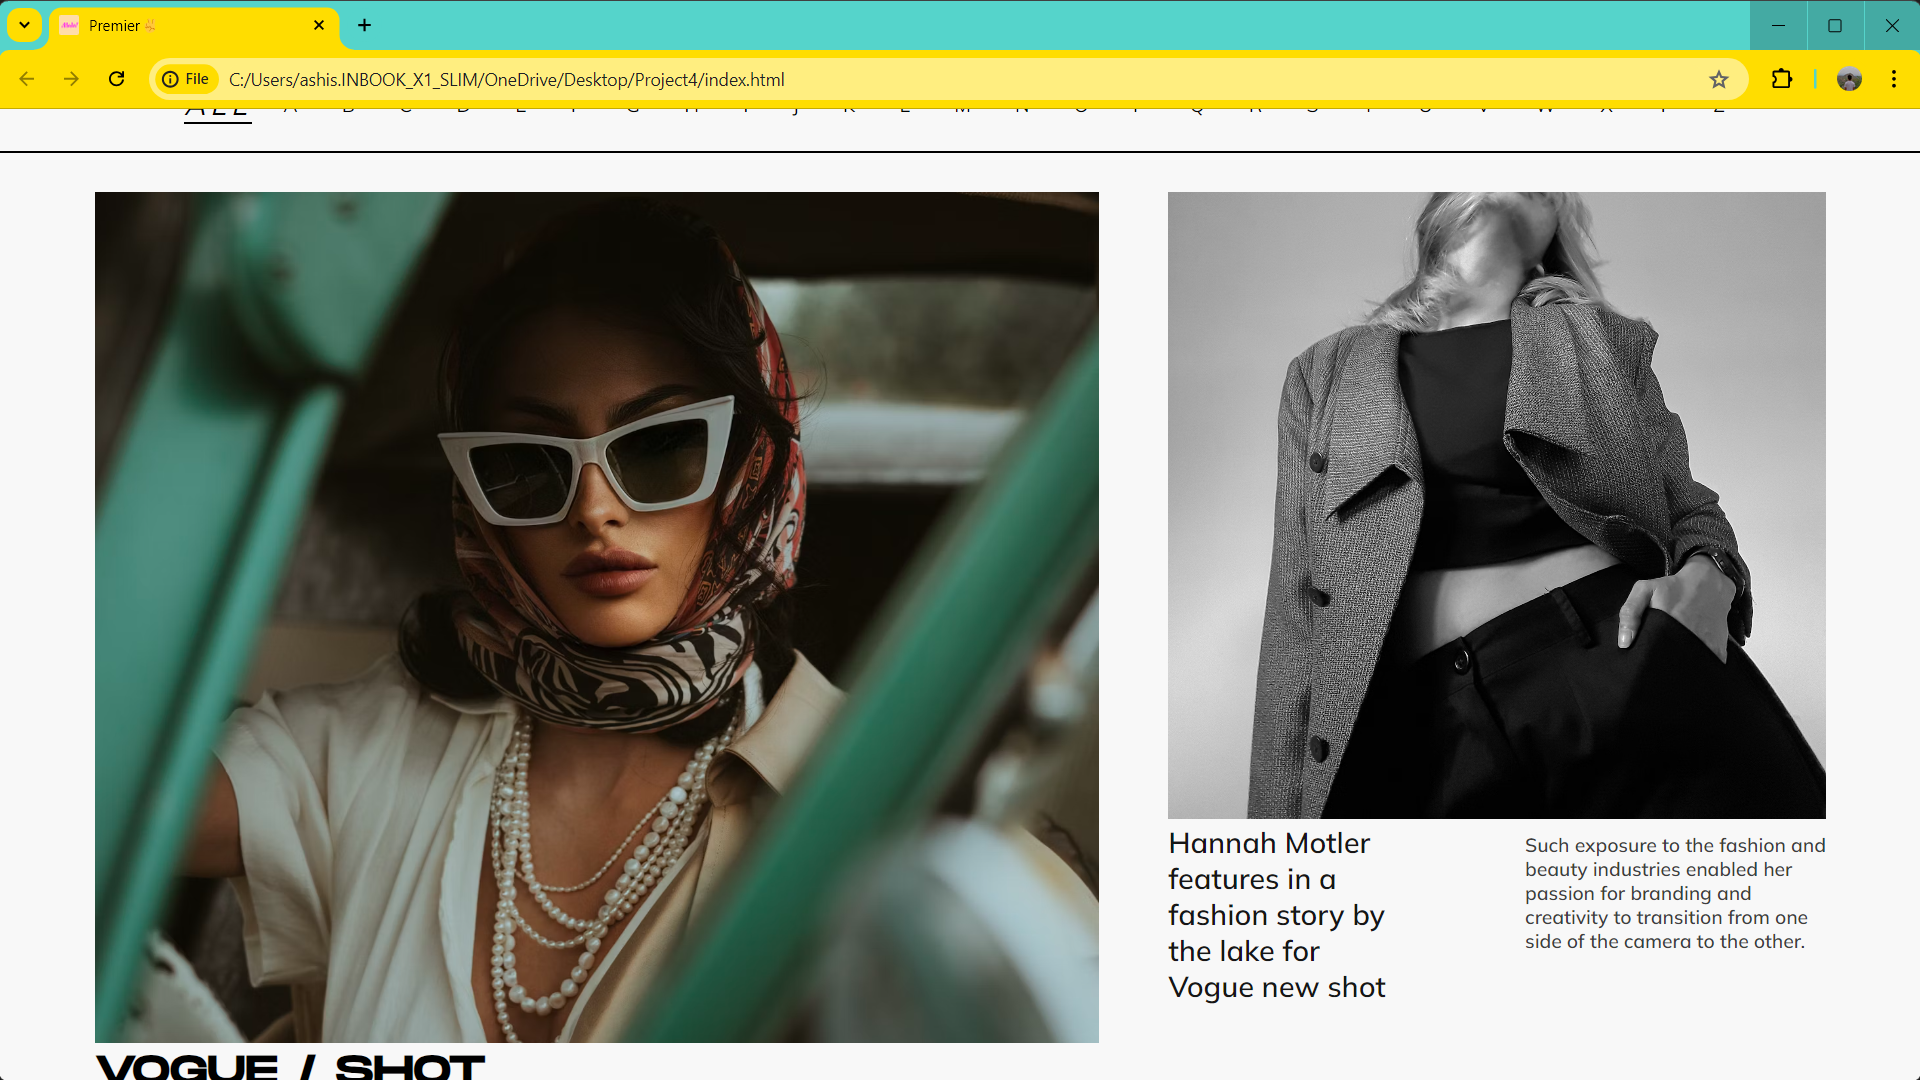 Premier✌
File
C:/Users/ashis.INBOOK_X1_SLIM/OneDrive/Desktop/Project4/index.html
ALL A B C D E F G H I J K L M N O P Q R S T U V W X Y Z
Hannah Motler
features in a
fashion story by
the lake for
Vogue new shot
Such exposure to the fashion and
beauty industries enabled her
passion for branding and
creativity to transition from one
side of the camera to the other.
VOGUE / SHOT